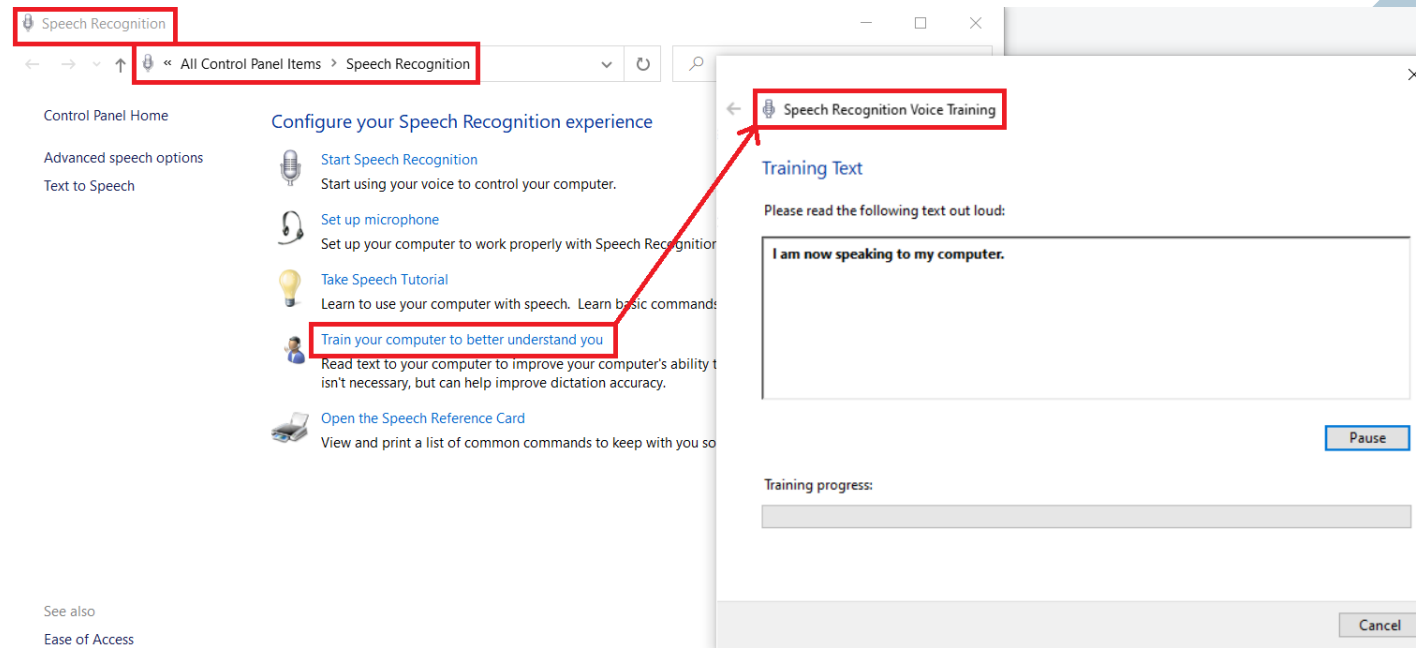 Speech Recognition
« All Control Panel Items > Speech Recognition
Control Panel Home
Advanced speech options
Text to Speech
Configure your Speech Recognition experience
Start Speech Recognition
Start using your voice to control your computer.
Set up microphone
Set up your computer to work properly with Speech Recognition
Take Speech Tutorial
Learn to use your computer with speech. Learn basic commands
Train your computer to better understand you
Read text to your computer to improve your computer's ability
isn't necessary, but can help improve dictation accuracy.
Open the Speech Reference Card
View and print a list of common commands to keep with you so
See also
Ease of Access
Speech Recognition Voice Training
Training Text
Please read the following text out loud:
I am now speaking to my computer.
Pause
Training progress:
Cancel